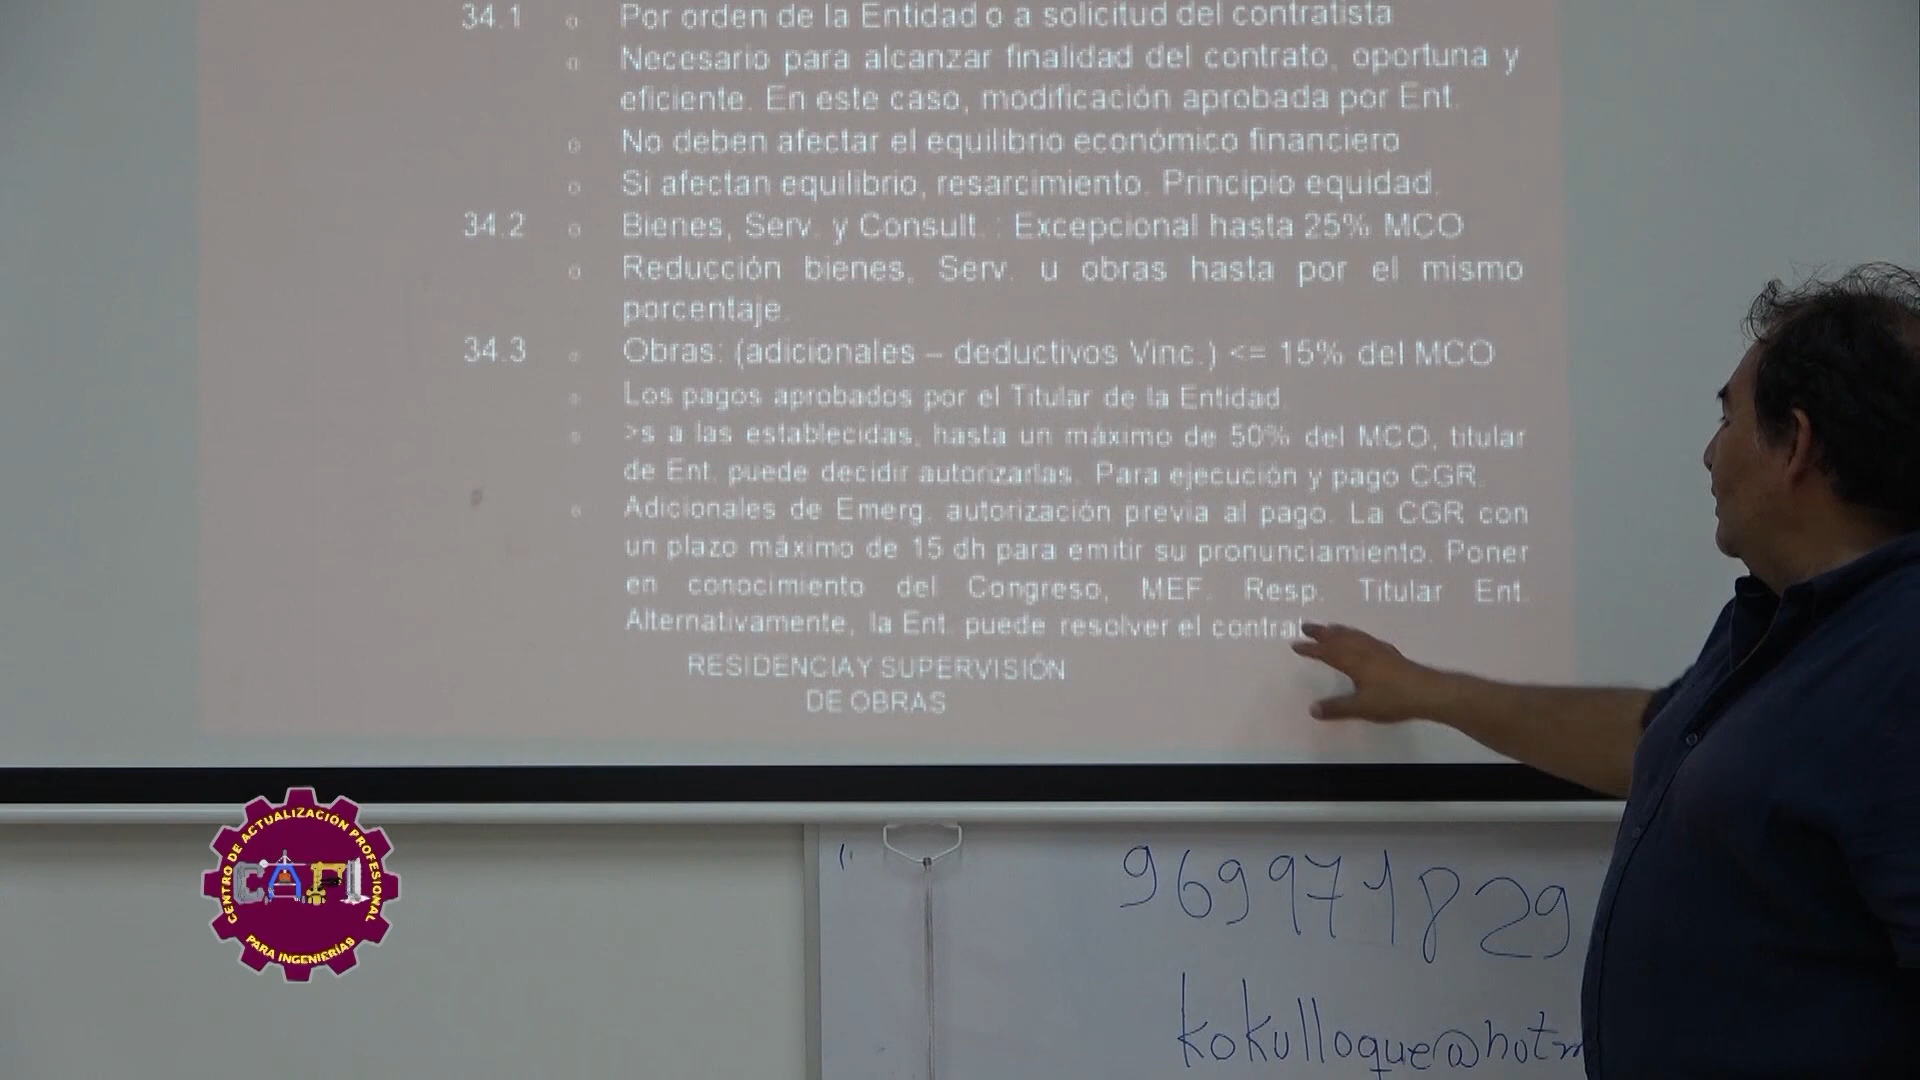 34.1 o Por orden de la Entidad o a solicitud del contratista
o Necesario para alcanzar finalidad del contrato, oportuna y
eficiente. En este caso, modificación aprobada por Ent.
o No deben afectar el equilibrio económico financiero
o Si afectan equilibrio, resarcimiento. Principio equidad.
34.2 o Bienes, Serv. y Consult. : Excepcional hasta 25% MCO
o Reducción bienes, Serv. u obras hasta por el mismo
porcentaje.
34.3 o Obras: (adicionales – deductivos Vinc.) <= 15% del MCO
o Los pagos aprobados por el Titular de la Entidad.
o >s a las establecidas, hasta un máximo de 50% del MCO, titular
de Ent. puede decidir autorizarlas. Para ejecución y pago CGR.
o Adicionales de Emerg. autorización previa al pago. La CGR con
un plazo máximo de 15 dh para emitir su pronunciamiento. Poner
en conocimiento del Congreso, MEF. Resp. Titular Ent.
Alternativamente, la Ent. puede resolver el contrat
RESIDENCIA Y SUPERVISIÓN
DE OBRAS
CENTRO DE ACTUALIZACIÓN PROFESIONAL
CAPI
PARA INGENIERÍAS
969971829
kokulloque@hotm